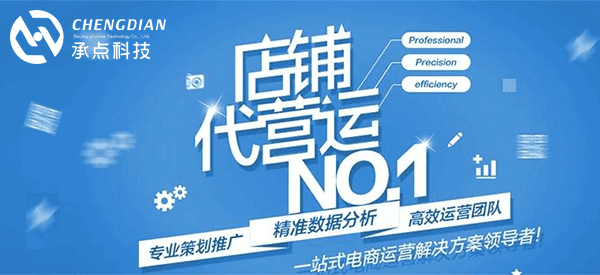 CHENGDIAN
承点科技
店铺
代营运
NO.1
Professional
Precision
efficiency
专业策划推广
精准数据分析
高效运营团队
一站式电商运营解决方案领导者!